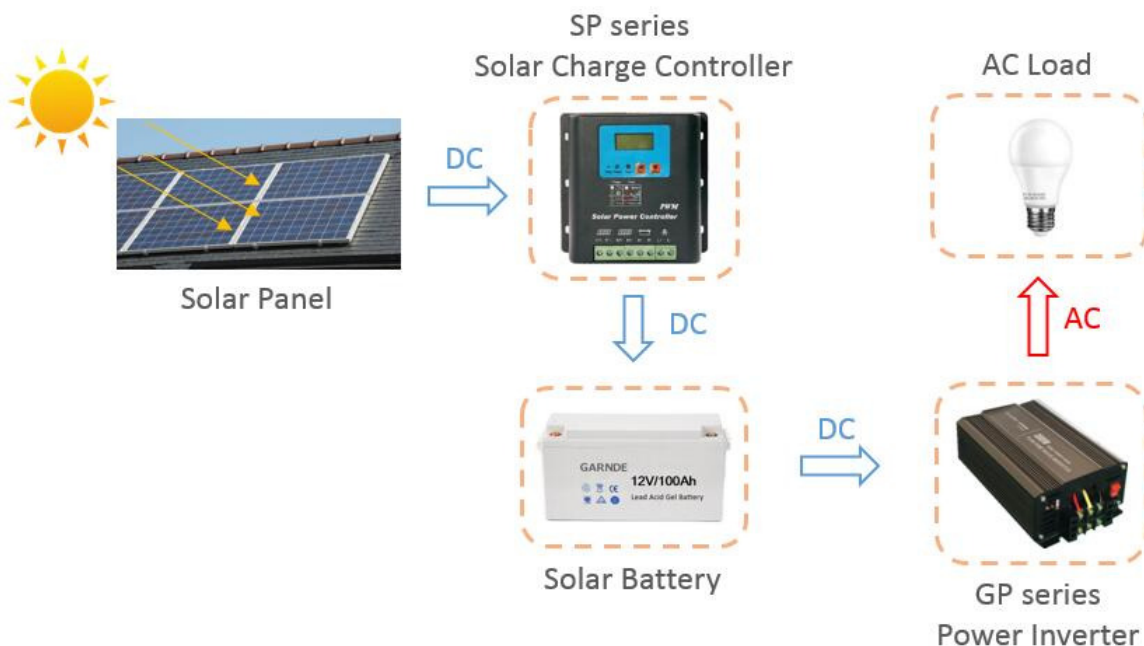 SP series
Solar Charge Controller
AC Load
DC
PWM
Solar Power Controller
Solar Panel
DC
AC
GARNDE
12V/100Ah
Lead Acid Gel Battery
DC
Solar Battery
GP series
Power Inverter